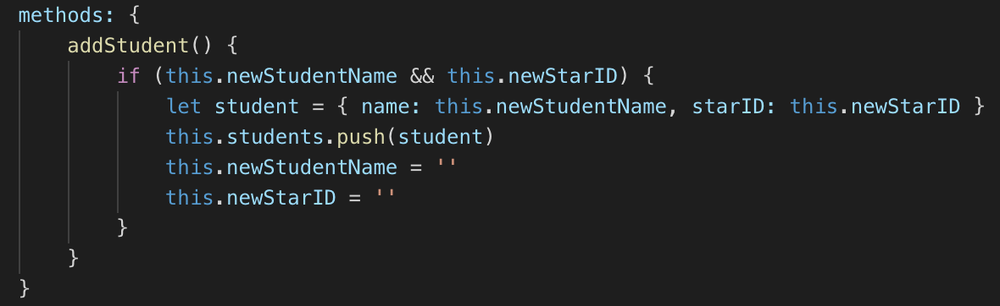 methods: {
    addStudent() {
        if (this.newStudentName && this.newStarID) {
            let student = { name: this.newStudentName, starID: this.newStarID }
            this.students.push(student)
            this.newStudentName = ''
            this.newStarID = ''
        }
    }
}